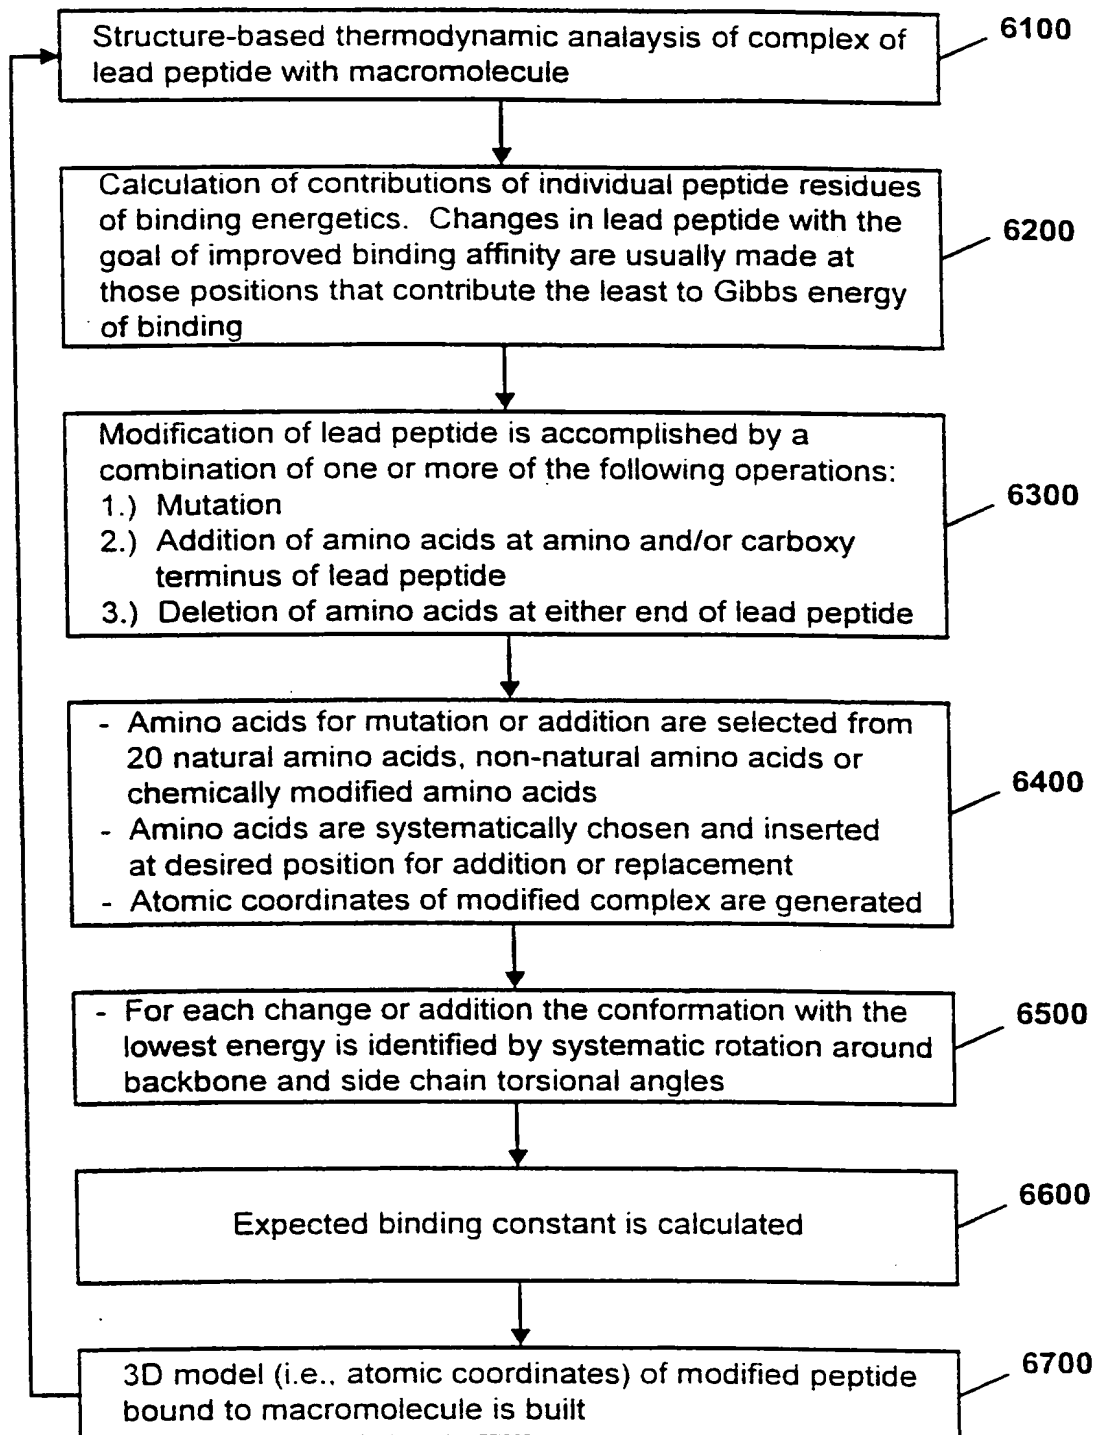 Structure-based thermodynamic analaysis of complex of
lead peptide with macromolecule
6100
Calculation of contributions of individual peptide residues
of binding energetics. Changes in lead peptide with the
goal of improved binding affinity are usually made at
those positions that contribute the least to Gibbs energy
of binding
6200
Modification of lead peptide is accomplished by a
combination of one or more of the following operations:
1.) Mutation
2.) Addition of amino acids at amino and/or carboxy
terminus of lead peptide
3.) Deletion of amino acids at either end of lead peptide
6300
- Amino acids for mutation or addition are selected from
20 natural amino acids, non-natural amino acids or
chemically modified amino acids
- Amino acids are systematically chosen and inserted
at desired position for addition or replacement
- Atomic coordinates of modified complex are generated
6400
- For each change or addition the conformation with the
lowest energy is identified by systematic rotation around
backbone and side chain torsional angles
6500
Expected binding constant is calculated
6600
3D model (i.e., atomic coordinates) of modified peptide
bound to macromolecule is built
6700